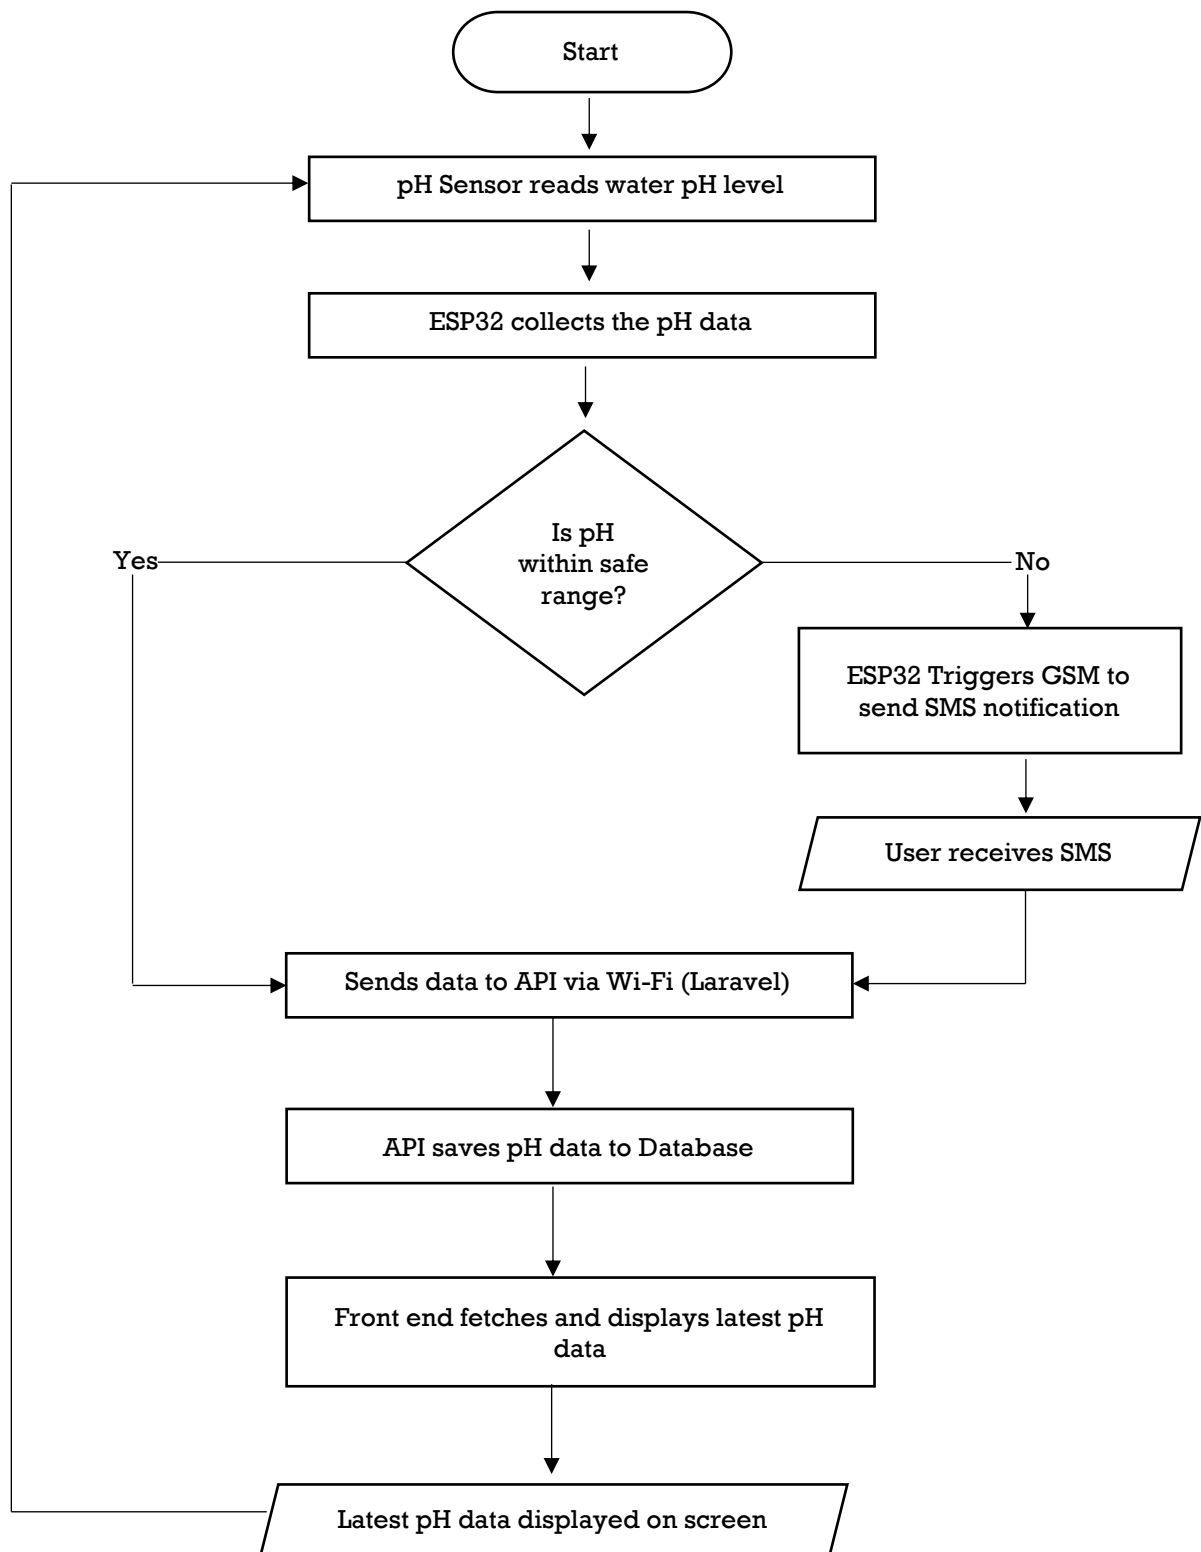 Start
pH Sensor reads water pH level
ESP32 collects the pH data
Is pH
within safe
range?
Yes
No
ESP32 Triggers GSM to
send SMS notification
User receives SMS
Sends data to API via Wi-Fi (Laravel)
API saves pH data to Database
Front end fetches and displays latest pH
data
Latest pH data displayed on screen